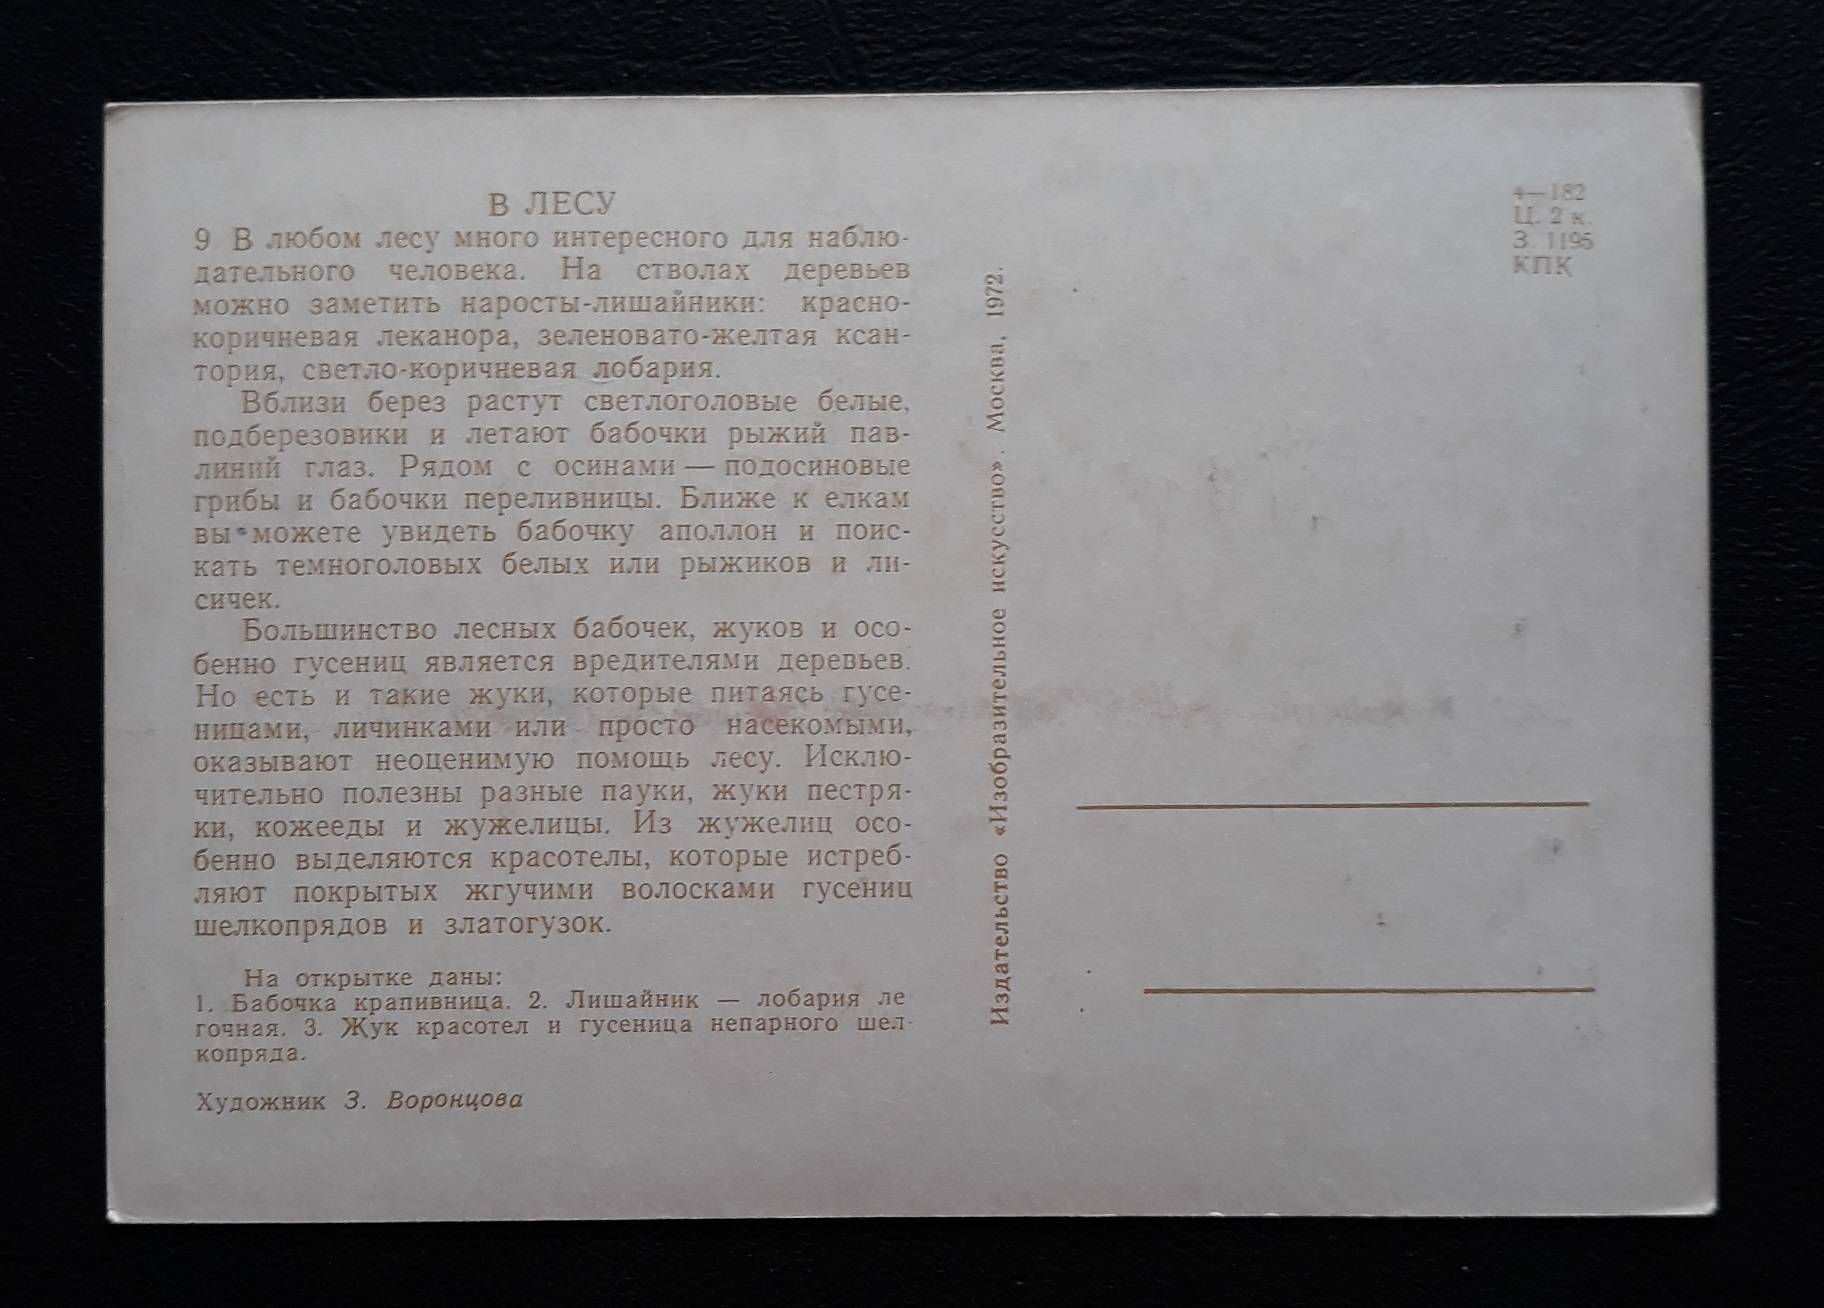 В ЛЕСУ
9 В любом лесу много интересного для наблю-
дательного человека. На стволах деревьев
можно заметить наросты-лишайники: красно-
коричневая леканора, зеленовато-желтая ксан-
тория, светло-коричневая лобария.
Вблизи берез растут светлоголовые белые,
подберезовики и летают бабочки рыжий пав-
линий глаз. Рядом с осинами — подосиновые
грибы и бабочки переливницы. Ближе к елкам
вы можете увидеть бабочку аполлон и поис-
кать темноголовых белых или рыжиков и ли-
сичек.
Большинство лесных бабочек, жуков и осо-
бенно гусениц является вредителями деревьев.
Но есть и такие жуки, которые питаясь гусе-
ницами, личинками или просто насекомыми,
оказывают неоценимую помощь лесу. Исклю-
чительно полезны разные пауки, жуки пестря-
ки, кожееды и жужелицы. Из жужелиц осо-
бенно выделяются красотелы, которые истреб-
ляют покрытых жгучими волосками гусениц
шелкопрядов и златогузок.
На открытке даны:
1. Бабочка крапивница. 2. Лишайник — лобария ле
гочная. 3. Жук красотел и гусеница непарного шел-
копряда.
Художник З. Воронцова
Издательство «Изобразительное искусство». Москва, 1972.
4—182
Ц. 2 к.
З. 1195
КПК